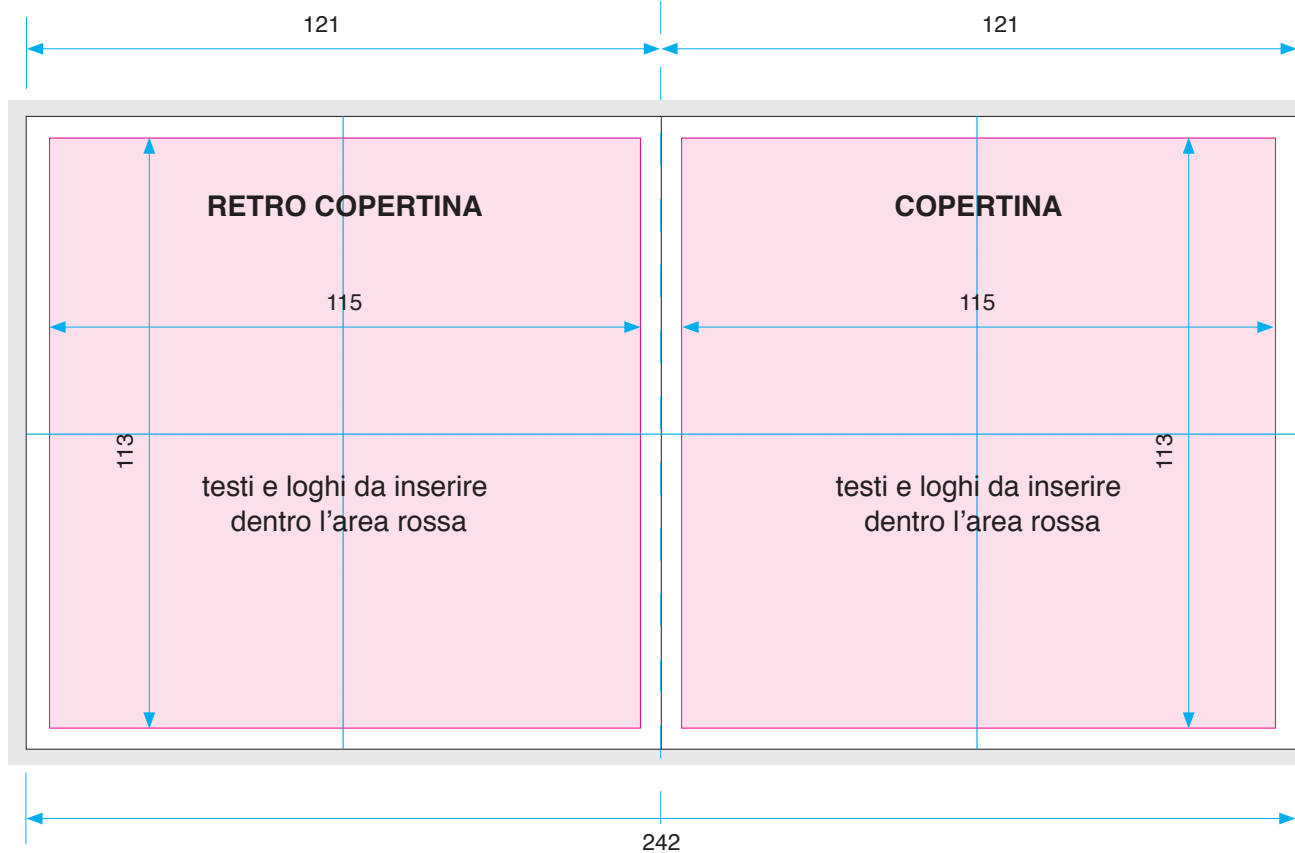 121
121
RETRO COPERTINA
COPERTINA
115
115
113
113
testi e loghi da inserire
dentro l’area rossa
testi e loghi da inserire
dentro l’area rossa
242